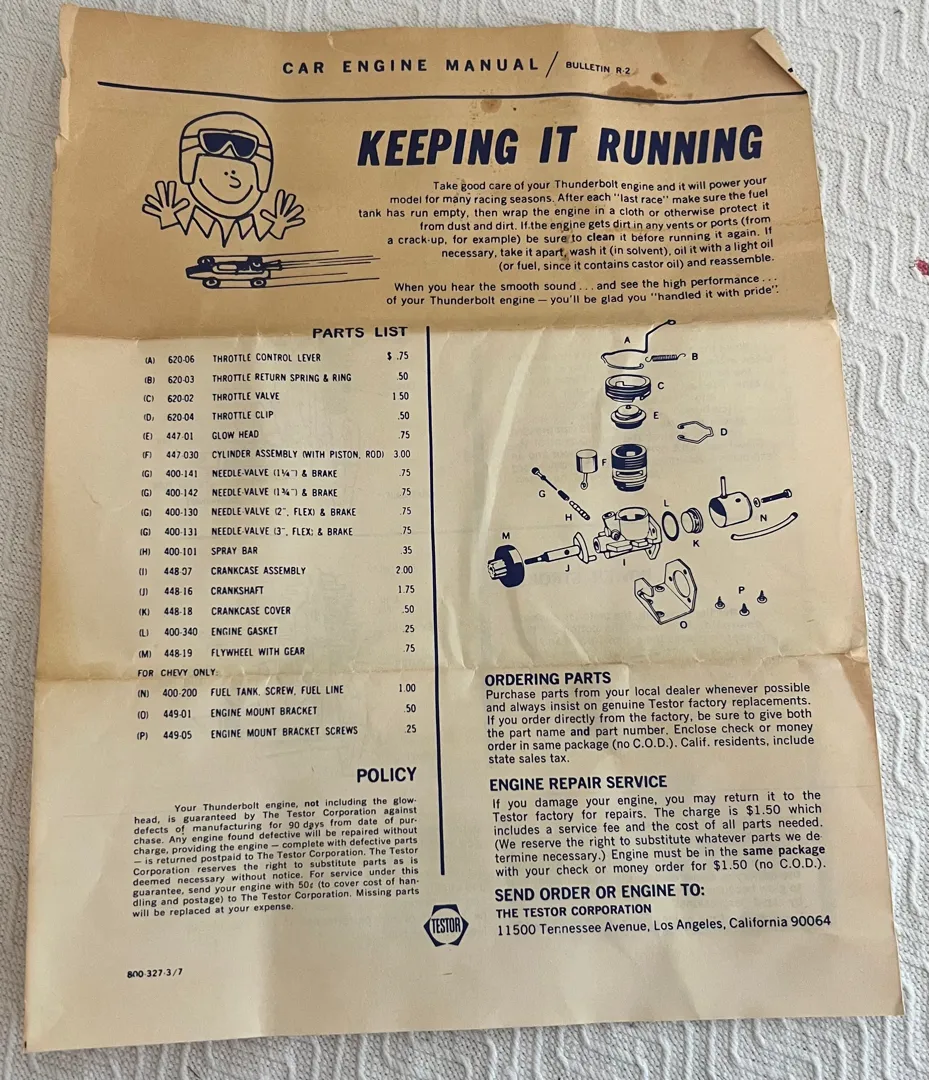 CAR ENGINE MANUAL / BULLETIN R-2
KEEPING IT RUNNING
Take good care of your Thunderbolt engine and it will power your
model for many racing seasons. After each "last race" make sure the fuel
tank has run empty, then wrap the engine in a cloth or otherwise protect it
from dust and dirt. If the engine gets dirt in any vents or ports (from
a crack-up, for example) be sure to clean it before running it again. If
necessary, take it apart, wash it (in solvent), oil it with a light oil
(or fuel, since it contains castor oil) and reassemble.
When you hear the smooth sound . . . and see the high performance . . .
of your Thunderbolt engine — you'll be glad you "handled it with pride".
PARTS LIST
(A) 620-06 THROTTLE CONTROL LEVER $ .75
(B) 620-03 THROTTLE RETURN SPRING & RING .50
(C) 620-02 THROTTLE VALVE 1 50
(D) 620-04 THROTTLE CLIP .50
(E) 447-01 GLOW HEAD .75
(F) 447-030 CYLINDER ASSEMBLY (WITH PISTON, ROD) 3.00
(G) 400-141 NEEDLE-VALVE (1¼") & BRAKE .75
(G) 400-142 NEEDLE-VALVE (1¾") & BRAKE .75
(G) 400-130 NEEDLE-VALVE (2", FLEX) & BRAKE .75
(G) 400-131 NEEDLE-VALVE (3", FLEX) & BRAKE .75
(H) 400-101 SPRAY BAR .35
(I) 448-07 CRANKCASE ASSEMBLY 2.00
(J) 448-16 CRANKSHAFT 1.75
(K) 448-18 CRANKCASE COVER .50
(L) 400-340 ENGINE GASKET .25
(M) 448-19 FLYWHEEL WITH GEAR .75
FOR CHEVY ONLY:
(N) 400-200 FUEL TANK, SCREW, FUEL LINE 1.00
(O) 449-01 ENGINE MOUNT BRACKET .50
(P) 449-05 ENGINE MOUNT BRACKET SCREWS .25
POLICY
Your Thunderbolt engine, not including the glow-
head, is guaranteed by The Testor Corporation against
defects of manufacturing for 90 days from date of pur-
chase. Any engine found defective will be repaired without
charge, providing the engine — complete with defective parts
— is returned postpaid to The Testor Corporation. The Testor
Corporation reserves the right to substitute parts as is
deemed necessary without notice. For service under this
guarantee, send your engine with 50¢ (to cover cost of han-
dling and postage) to The Testor Corporation. Missing parts
will be replaced at your expense.
800-327-3/7
TESTOR
A
B
C
E
D
F
G
H
L
N
M
J
I
K
P
O
ORDERING PARTS
Purchase parts from your local dealer whenever possible
and always insist on genuine Testor factory replacements.
If you order directly from the factory, be sure to give both
the part name and part number. Enclose check or money
order in same package (no C.O.D.). Calif. residents, include
state sales tax.
ENGINE REPAIR SERVICE
If you damage your engine, you may return it to the
Testor factory for repairs. The charge is $1.50 which
includes a service fee and the cost of all parts needed.
(We reserve the right to substitute whatever parts we de-
termine necessary.) Engine must be in the same package
with your check or money order for $1.50 (no C.O.D.).
SEND ORDER OR ENGINE TO:
THE TESTOR CORPORATION
11500 Tennessee Avenue, Los Angeles, California 90064